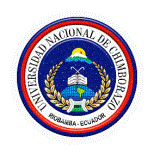 UNIVERSIDAD NACIONAL DE CHIMBORAZO
RIOBAMBA - ECUADOR